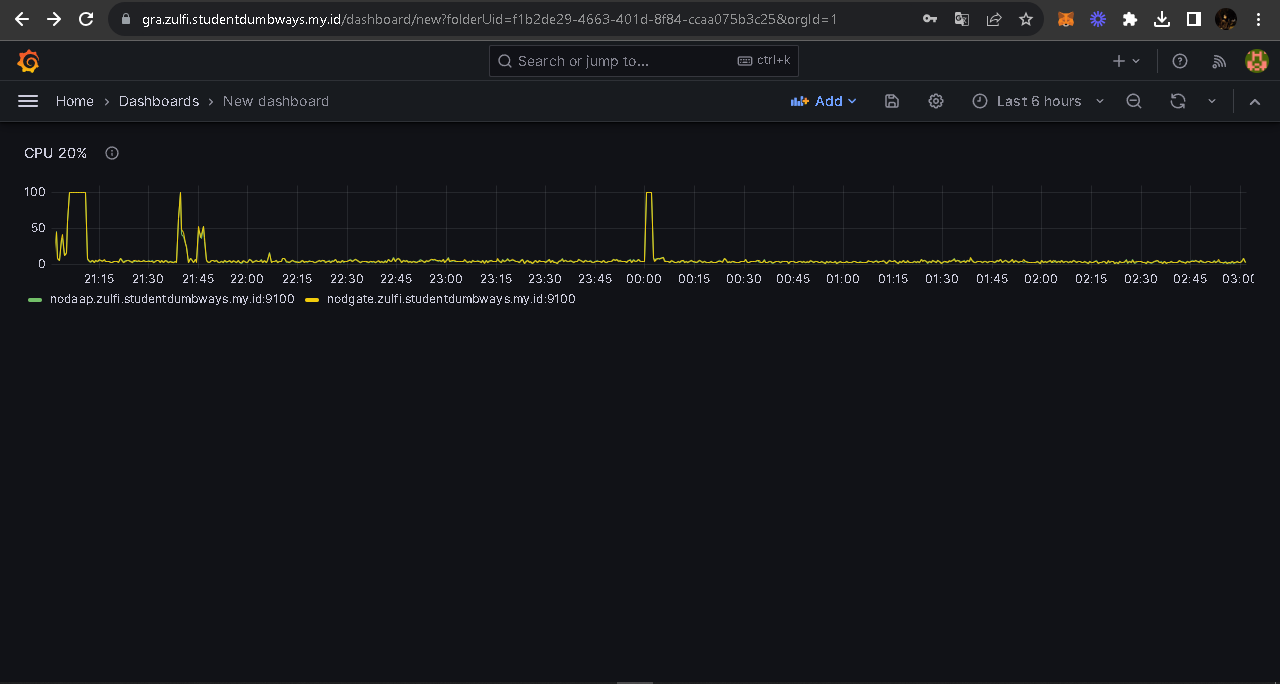 gra.zulfi.studentdumbways.my.id/dashboard/new?folderUid=f1b2de29-4663-401d-8f84-ccaa075b3c25&orgId=1
Search or jump to... ctrl+k
Home › Dashboards › New dashboard Add Last 6 hours
CPU 20%
100
50
0
21:15 21:30 21:45 22:00 22:15 22:30 22:45 23:00 23:15 23:30 23:45 00:00 00:15 00:30 00:45 01:00 01:15 01:30 01:45 02:00 02:15 02:30 02:45 03:00
nodaap.zulfi.studentdumbways.my.id:9100 nodgate.zulfi.studentdumbways.my.id:9100